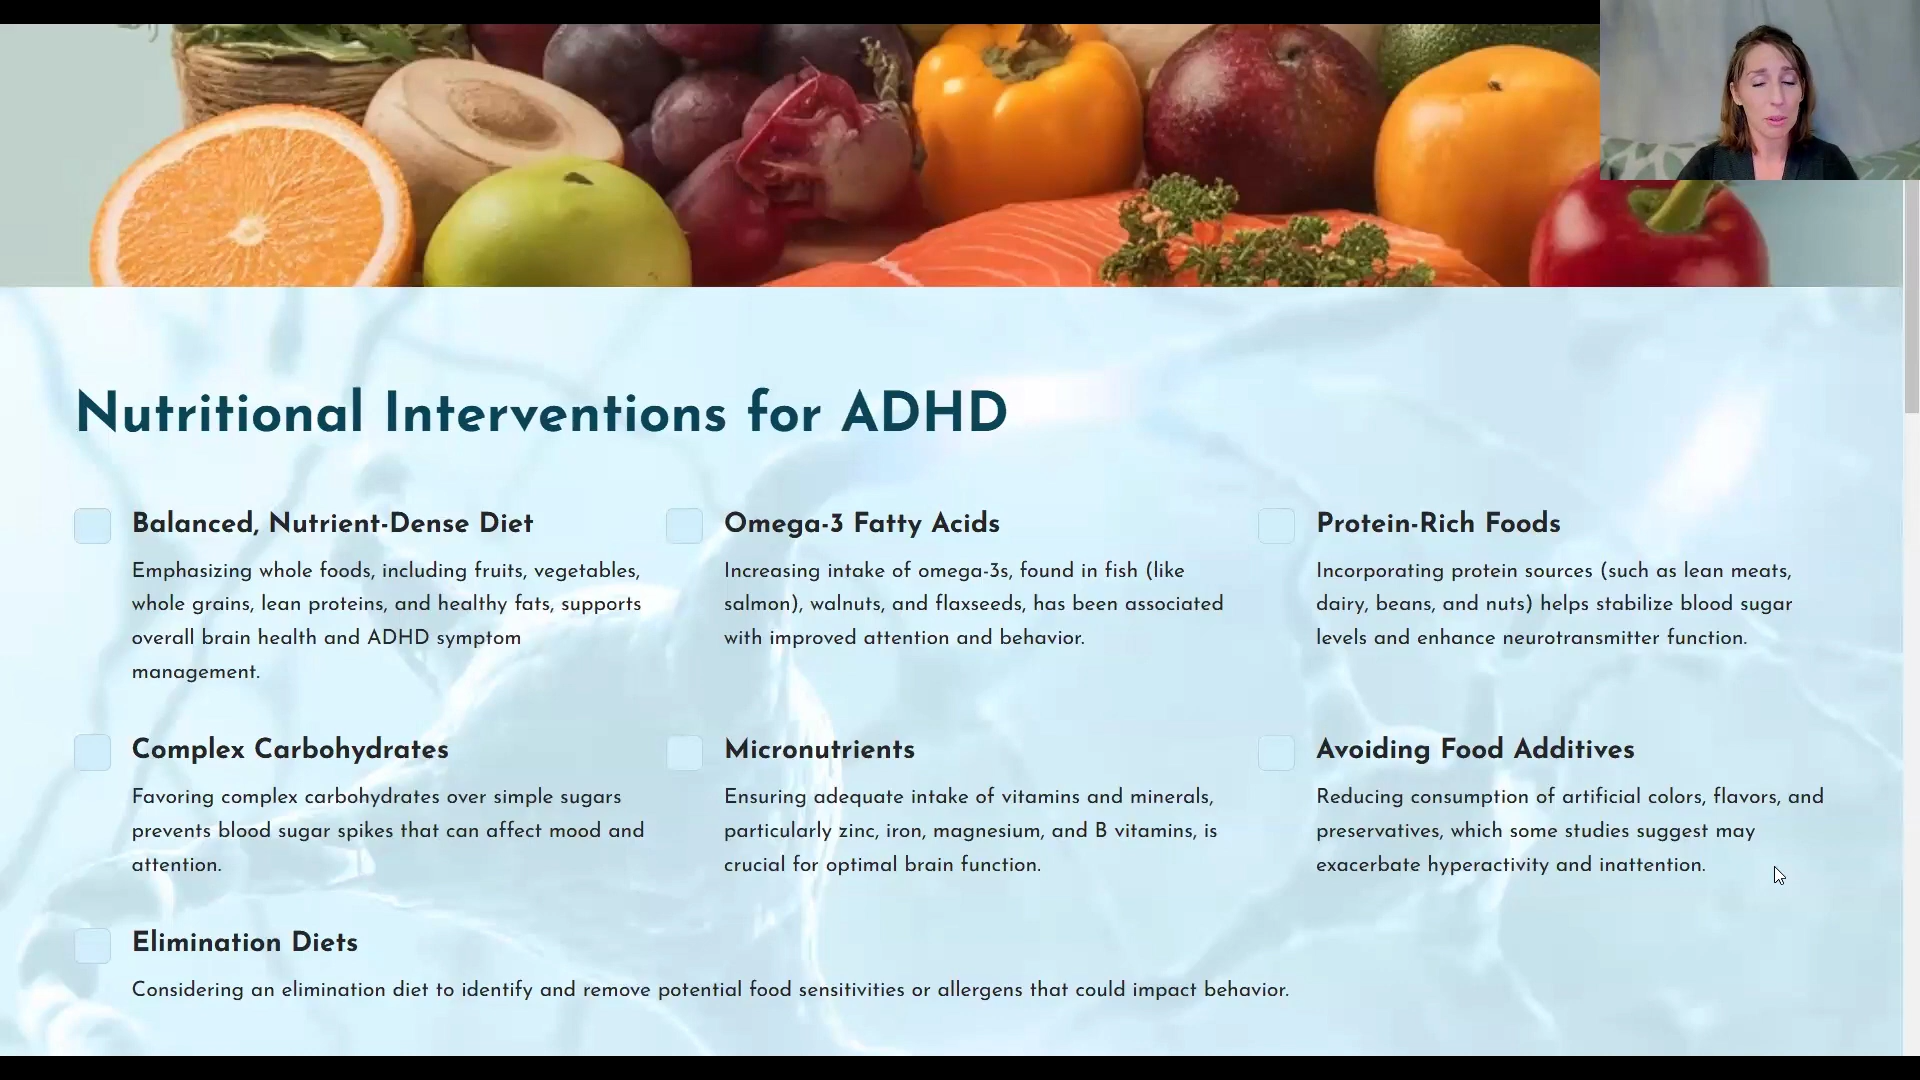 Nutritional Interventions for ADHD
Balanced, Nutrient-Dense Diet
Emphasizing whole foods, including fruits, vegetables,
whole grains, lean proteins, and healthy fats, supports
overall brain health and ADHD symptom
management.
Omega-3 Fatty Acids
Increasing intake of omega-3s, found in fish (like
salmon), walnuts, and flaxseeds, has been associated
with improved attention and behavior.
Protein-Rich Foods
Incorporating protein sources (such as lean meats,
dairy, beans, and nuts) helps stabilize blood sugar
levels and enhance neurotransmitter function.
Complex Carbohydrates
Favoring complex carbohydrates over simple sugars
prevents blood sugar spikes that can affect mood and
attention.
Micronutrients
Ensuring adequate intake of vitamins and minerals,
particularly zinc, iron, magnesium, and B vitamins, is
crucial for optimal brain function.
Avoiding Food Additives
Reducing consumption of artificial colors, flavors, and
preservatives, which some studies suggest may
exacerbate hyperactivity and inattention.
Elimination Diets
Considering an elimination diet to identify and remove potential food sensitivities or allergens that could impact behavior.